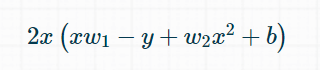 2x (xw₁ − y + w₂x² + b)